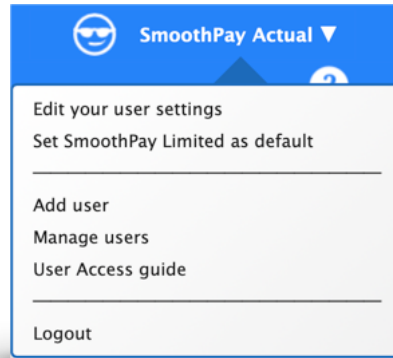 SmoothPay Actual ▼
?
Edit your user settings
Set SmoothPay Limited as default
Add user
Manage users
User Access guide
Logout